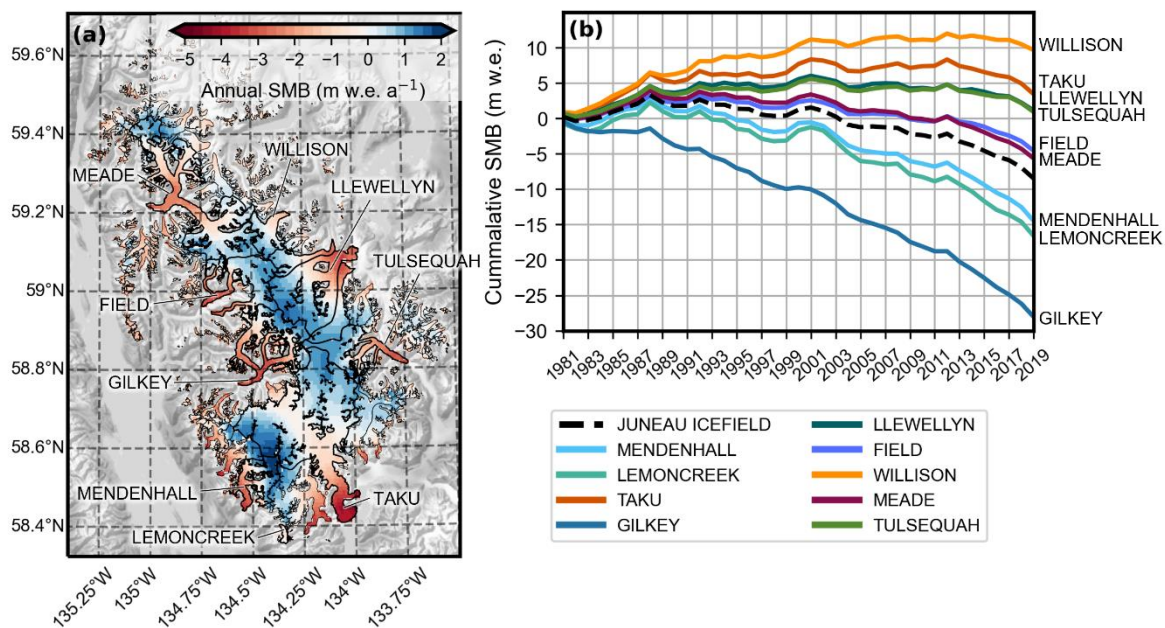 (a)
−5 −4 −3 −2 −1 0 1 2
Annual SMB (m w.e. a⁻¹)
59.6°N
59.4°N
59.2°N
59°N
58.8°N
58.6°N
58.4°N
135.25°W
135°W
134.75°W
134.5°W
134.25°W
134°W
133.75°W
MEADE
WILLISON
LLEWELLYN
TULSEQUAH
FIELD
GILKEY
MENDENHALL
TAKU
LEMONCREEK
(b)
Cummalative SMB (m w.e.)
10
5
0
−5
−10
−15
−20
−25
−30
1981 1983 1985 1987 1989 1991 1993 1995 1997 1999 2001 2003 2005 2007 2009 2011 2013 2015 2017 2019
WILLISON
TAKU
LLEWELLYN
TULSEQUAH
FIELD
MEADE
MENDENHALL
LEMONCREEK
GILKEY
JUNEAU ICEFIELD
MENDENHALL
LEMONCREEK
TAKU
GILKEY
LLEWELLYN
FIELD
WILLISON
MEADE
TULSEQUAH